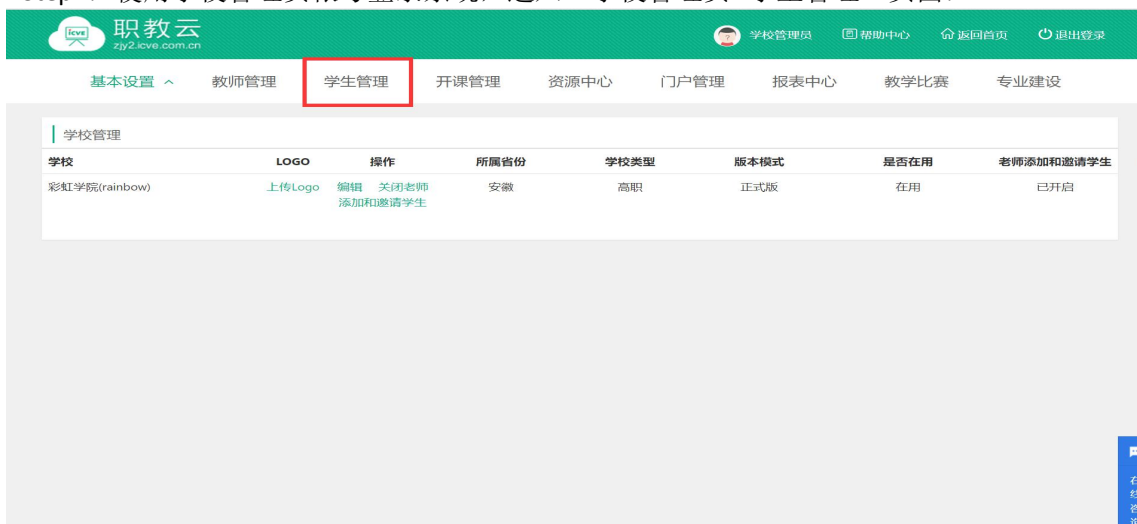 icve
职教云
zjy2.icve.com.cn
学校管理员 帮助中心 返回首页 退出登录
基本设置 教师管理 学生管理 开课管理 资源中心 门户管理 报表中心 教学比赛 专业建设
学校管理
学校 LOGO 操作 所属省份 学校类型 版本模式 是否在用 老师添加和邀请学生
彩虹学院(rainbow) 上传Logo 编辑 关闭老师 安徽 高职 正式版 在用 已开启
添加和邀请学生